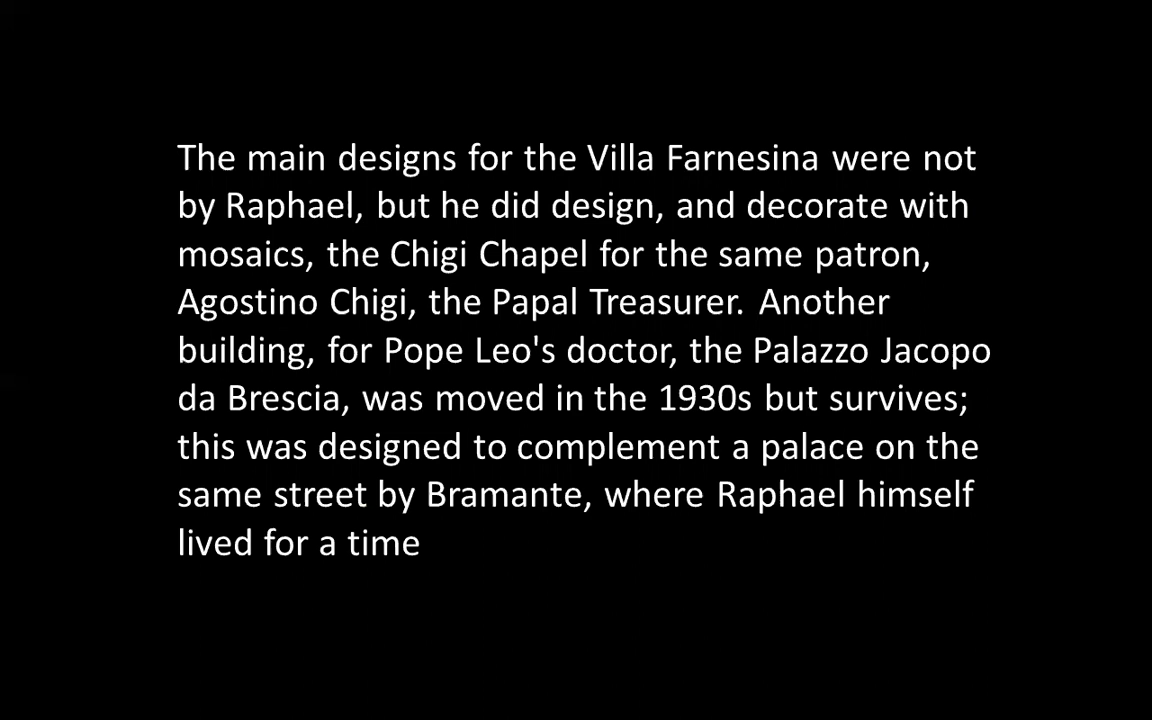 The main designs for the Villa Farnesina were not
by Raphael, but he did design, and decorate with
mosaics, the Chigi Chapel for the same patron,
Agostino Chigi, the Papal Treasurer. Another
building, for Pope Leo's doctor, the Palazzo Jacopo
da Brescia, was moved in the 1930s but survives;
this was designed to complement a palace on the
same street by Bramante, where Raphael himself
lived for a time